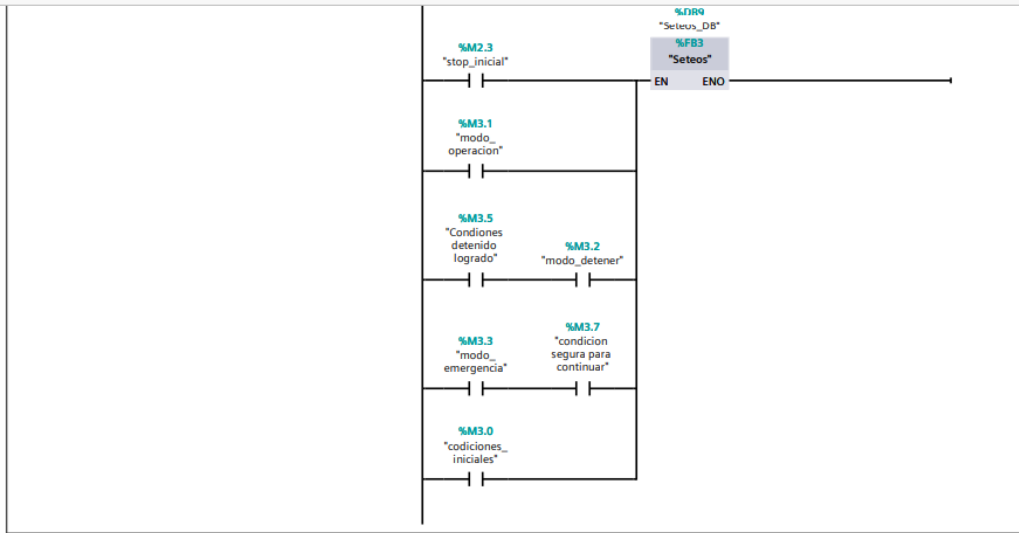 %DB9
"Seteos_DB"
%FB3
"Seteos"
EN ENO
%M2.3
"stop_inicial"
%M3.1
"modo_
operacion"
%M3.5
"Condiones
detenido
logrado"
%M3.2
"modo_detener"
%M3.3
"modo_
emergencia"
%M3.7
"condicion
segura para
continuar"
%M3.0
"codiciones_
iniciales"